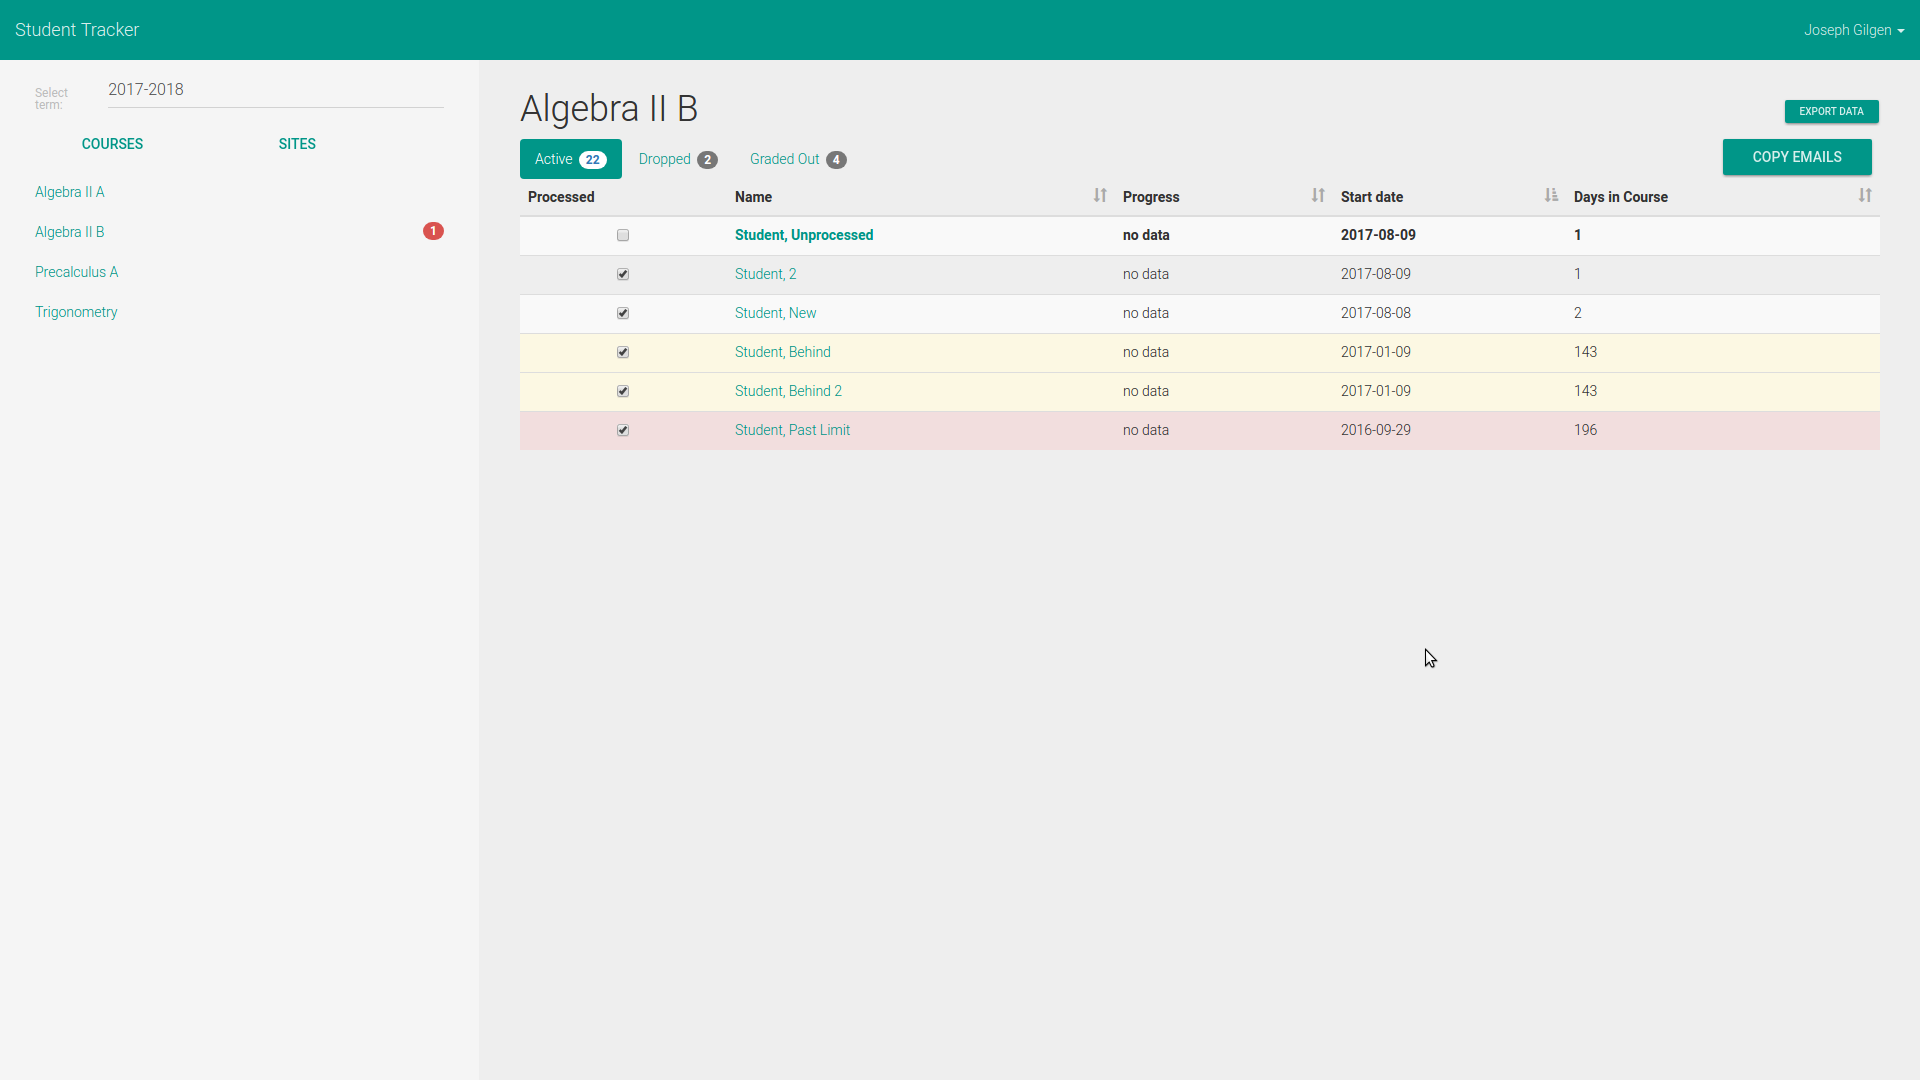 Student Tracker
Joseph Gilgen
Select term:
2017-2018
COURSES SITES
Algebra II A
Algebra II B 1
Precalculus A
Trigonometry
Algebra II B
EXPORT DATA
Active 22 Dropped 2 Graded Out 4
COPY EMAILS
Processed Name Progress Start date Days in Course
Student, Unprocessed no data 2017-08-09 1
Student, 2 no data 2017-08-09 1
Student, New no data 2017-08-08 2
Student, Behind no data 2017-01-09 143
Student, Behind 2 no data 2017-01-09 143
Student, Past Limit no data 2016-09-29 196